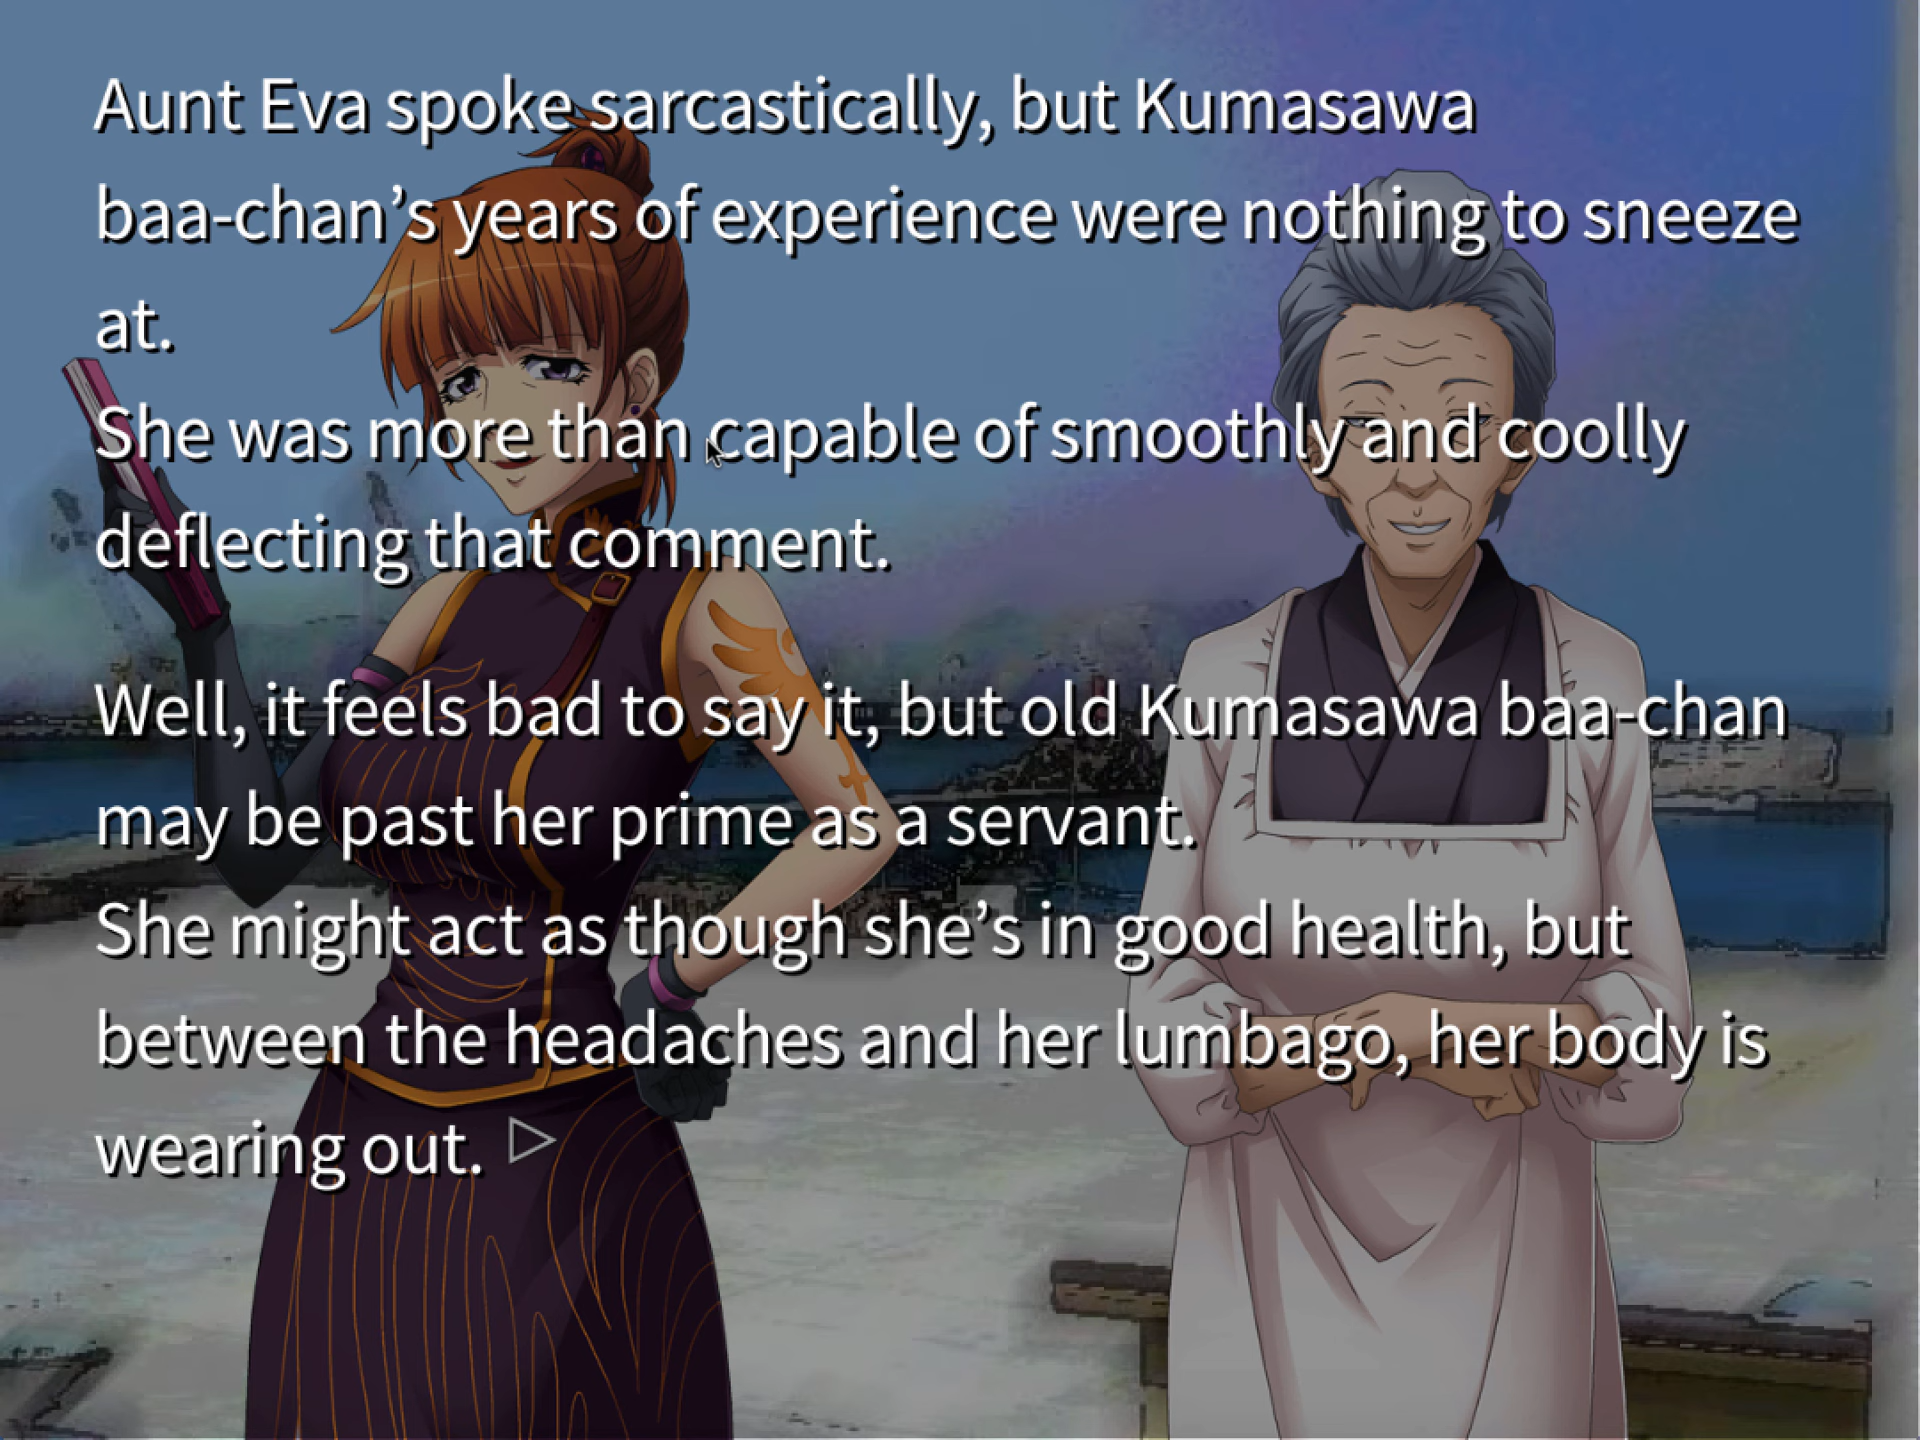 Aunt Eva spoke sarcastically, but Kumasawa
baa-chan’s years of experience were nothing to sneeze
at.
She was more than capable of smoothly and coolly
deflecting that comment.
Well, it feels bad to say it, but old Kumasawa baa-chan
may be past her prime as a servant.
She might act as though she’s in good health, but
between the headaches and her lumbago, her body is
wearing out.